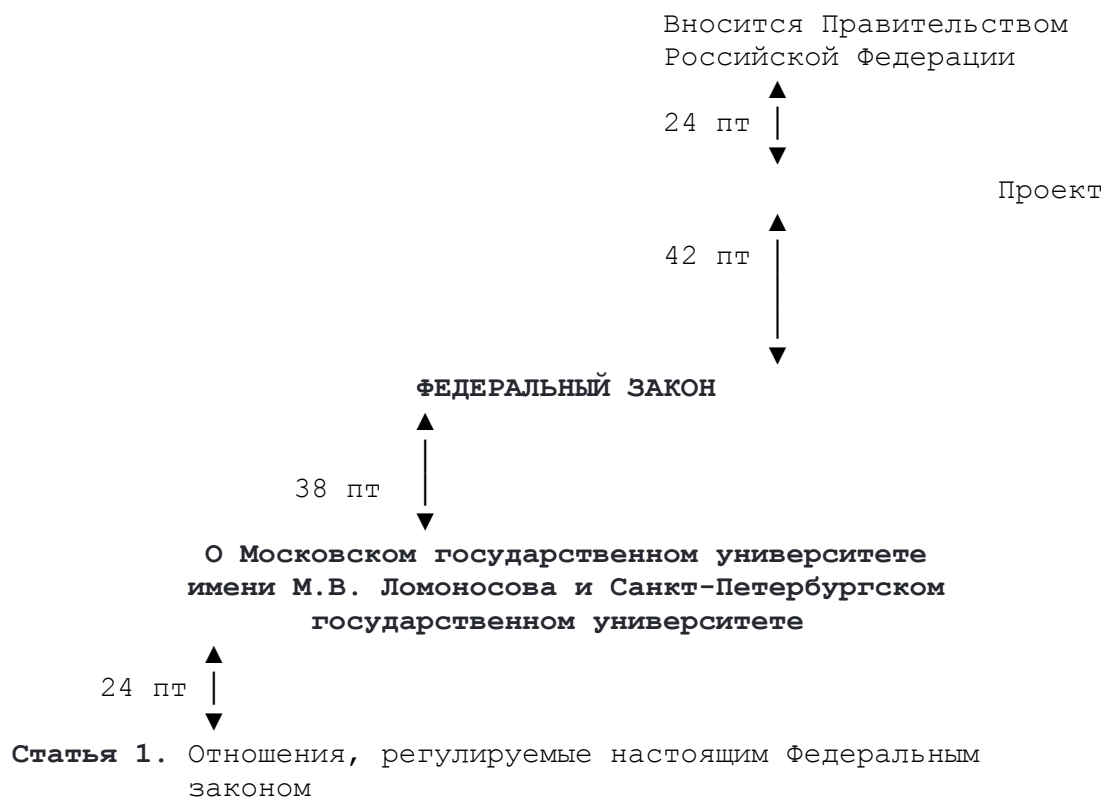 Вносится Правительством
Российской Федерации
24 пт
Проект
42 пт
ФЕДЕРАЛЬНЫЙ ЗАКОН
38 пт
О Московском государственном университете
имени М.В. Ломоносова и Санкт-Петербургском
государственном университете
24 пт
Статья 1. Отношения, регулируемые настоящим Федеральным
законом